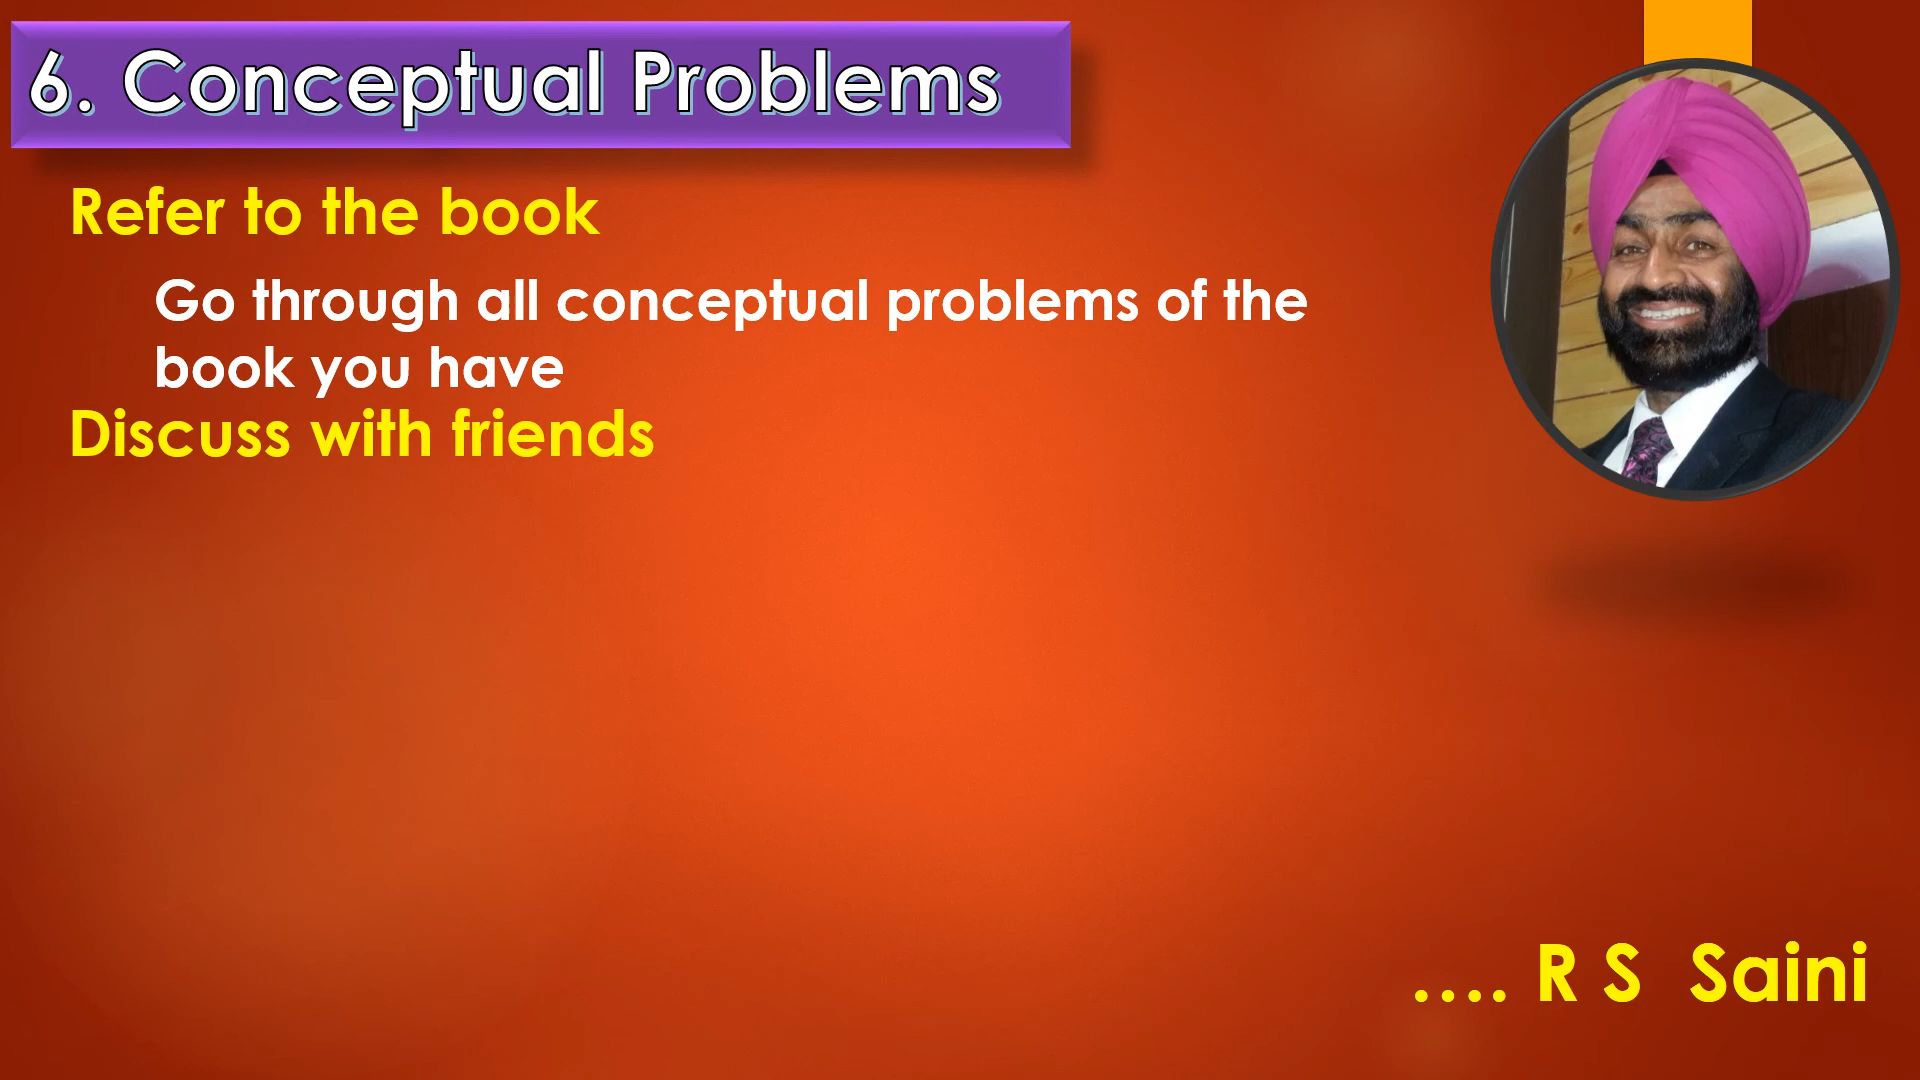 6. Conceptual Problems
Refer to the book
Go through all conceptual problems of the
book you have
Discuss with friends
.... R S Saini